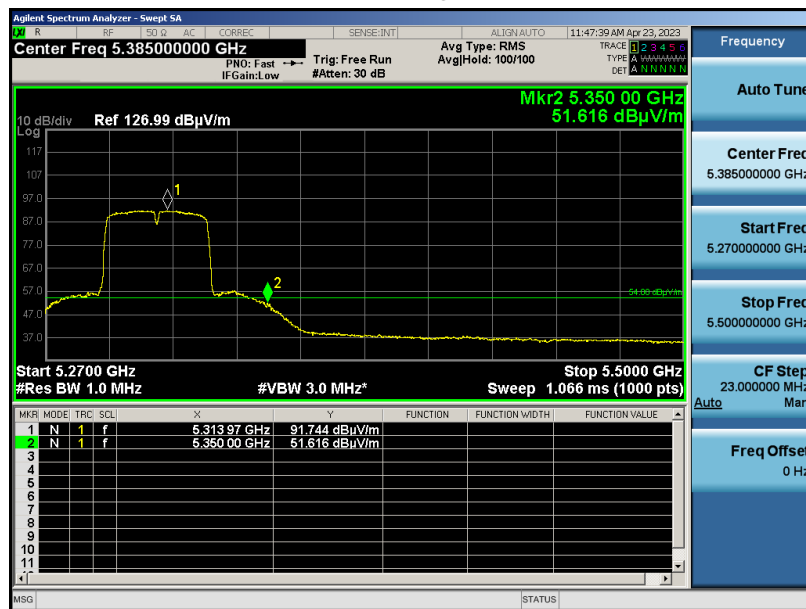 Agilent Spectrum Analyzer - Swept SA
LXI R RF 50 Ω AC CORREC SENSE:INT ALIGN AUTO 11:47:39 AM Apr 23, 2023
Center Freq 5.385000000 GHz
PNO: Fast
IFGain:Low
Trig: Free Run
#Atten: 30 dB
Avg Type: RMS
Avg|Hold: 100/100
TRACE 1 2 3 4 5 6
TYPE A
DET A N N N N N
Mkr2 5.350 00 GHz
51.616 dBµV/m
10 dB/div Ref 126.99 dBµV/m
Log
117
107
97.0
87.0
77.0
67.0
57.0
47.0
37.0
1
2
54.00 dBµV/m
Start 5.2700 GHz Stop 5.5000 GHz
#Res BW 1.0 MHz #VBW 3.0 MHz* Sweep 1.066 ms (1000 pts)
MKR MODE TRC SCL X Y FUNCTION FUNCTION WIDTH FUNCTION VALUE
1 N 1 f 5.313 97 GHz 91.744 dBµV/m
2 N 1 f 5.350 00 GHz 51.616 dBµV/m
3
4
5
6
7
8
9
10
11
MSG STATUS
Frequency
Auto Tune
Center Freq
5.385000000 GHz
Start Freq
5.270000000 GHz
Stop Freq
5.500000000 GHz
CF Step
23.000000 MHz
Auto Man
Freq Offset
0 Hz